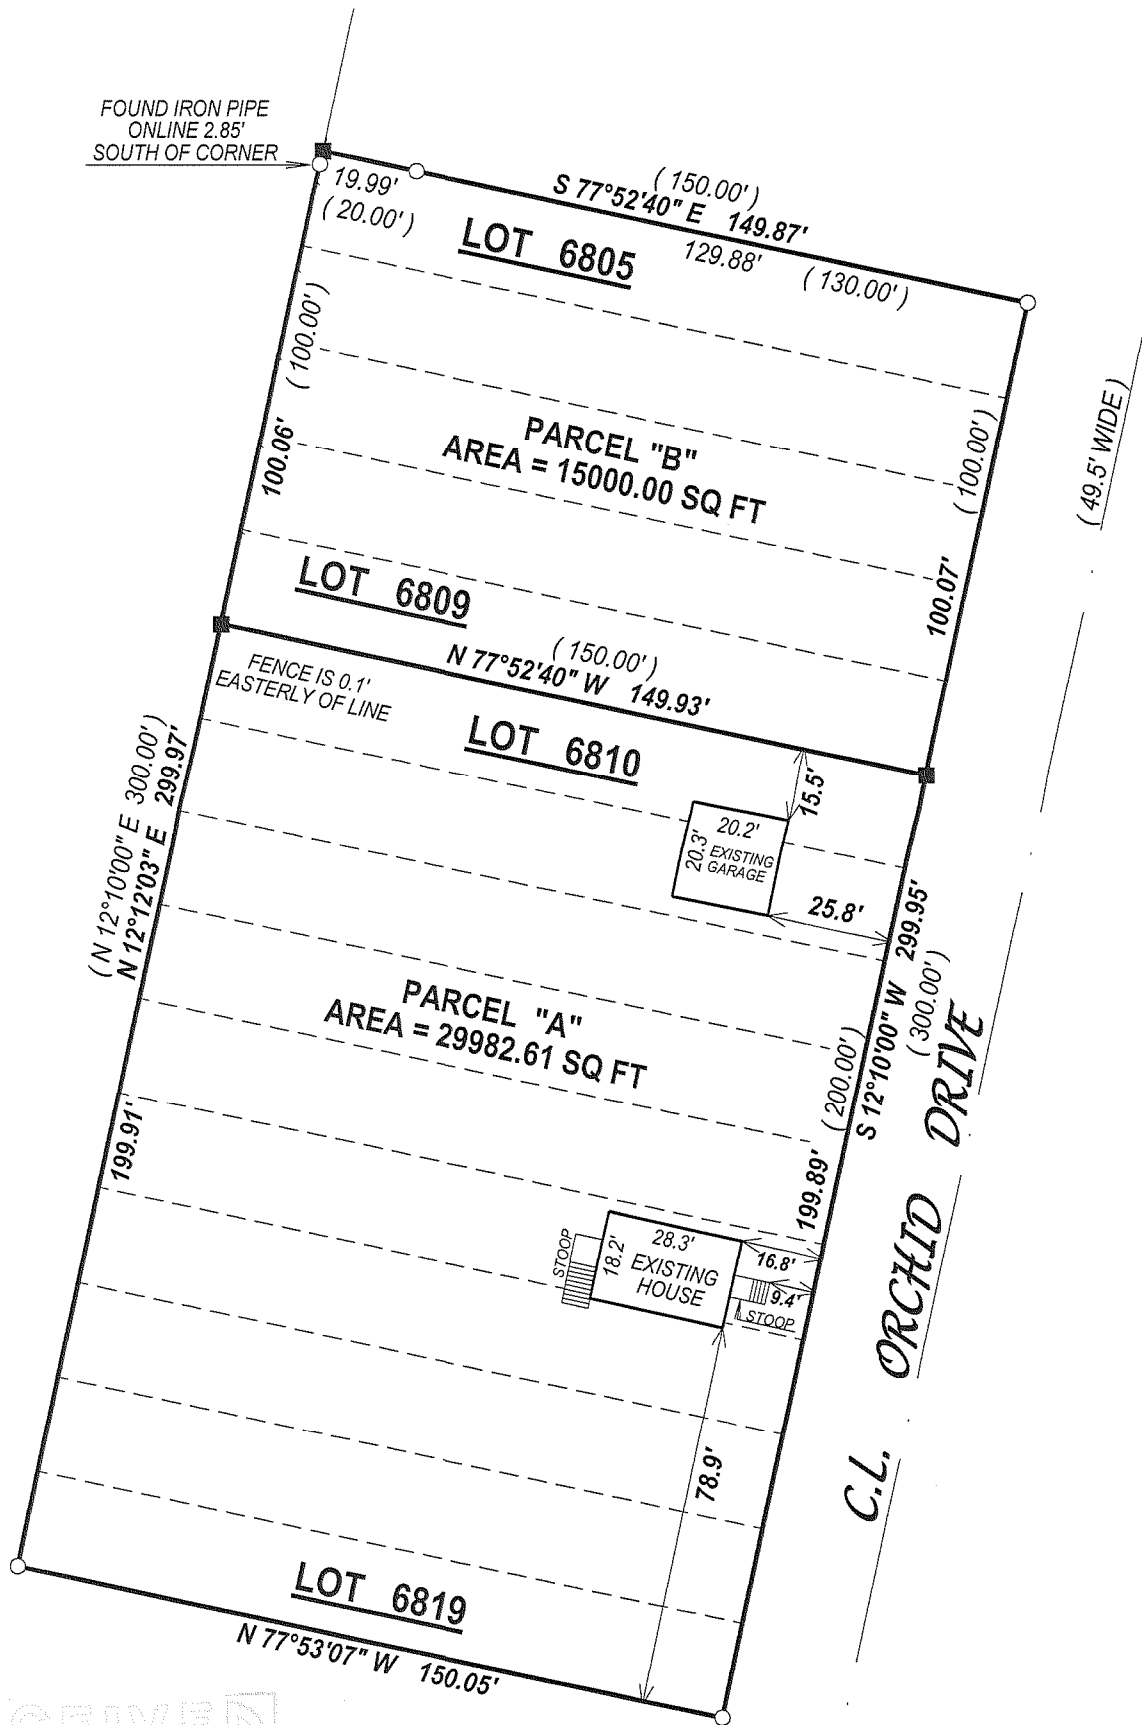 FOUND IRON PIPE
ONLINE 2.85'
SOUTH OF CORNER
19.99'
( 20.00' )
( 150.00' )
S 77°52'40" E 149.87'
129.88' ( 130.00' )
LOT 6805
( 100.00' )
100.06'
PARCEL "B"
AREA = 15000.00 SQ FT
( 100.00' )
100.07'
( 49.5' WIDE )
LOT 6809
( 150.00' )
N 77°52'40" W 149.93'
FENCE IS 0.1'
EASTERLY OF LINE
LOT 6810
15.5'
20.2'
20.3'
EXISTING
GARAGE
25.8'
( N 12°10'00" E 300.00' )
N 12°12'03" E 299.97'
PARCEL "A"
AREA = 29982.61 SQ FT
199.91'
( 200.00' )
199.89'
S 12°10'00" W 299.95'
( 300.00' )
C.L. ORCHID DRIVE
STOOP
18.2'
28.3'
EXISTING
HOUSE
16.8'
9.4'
STOOP
78.9'
LOT 6819
N 77°53'07" W 150.05'